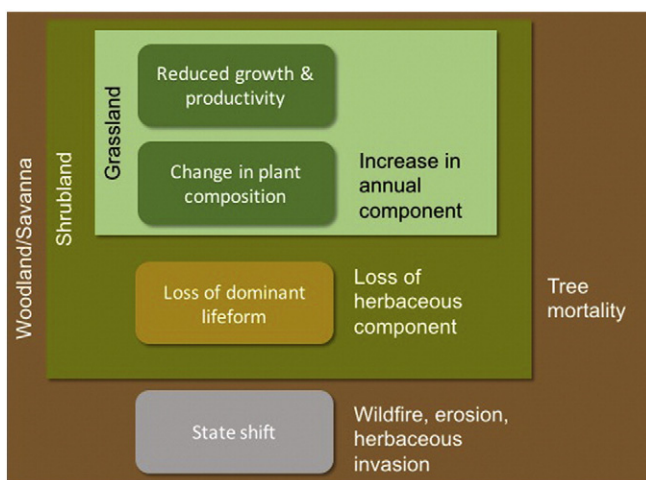 Woodland/Savanna
Shrubland
Grassland
Reduced growth &
productivity
Change in plant
composition
Increase in
annual
component
Loss of dominant
lifeform
Loss of
herbaceous
component
Tree
mortality
State shift
Wildfire, erosion,
herbaceous
invasion